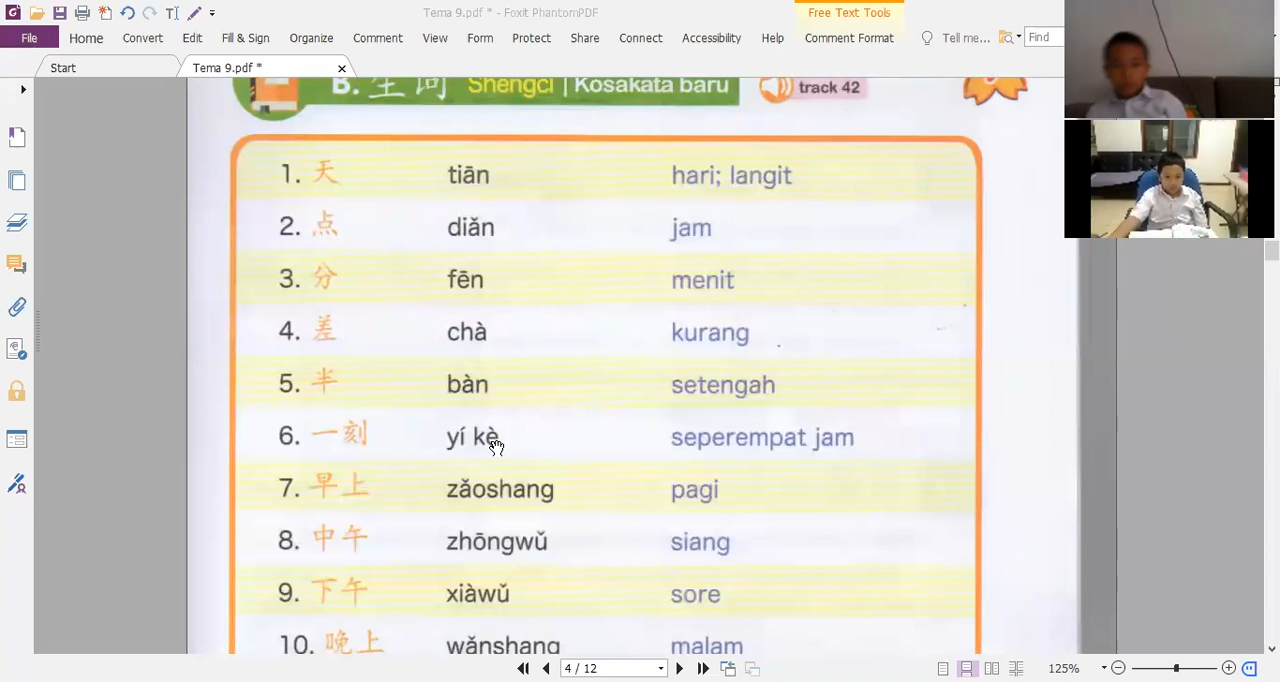 Tema 9.pdf * - Foxit PhantomPDF
Free Text Tools
File Home Convert Edit Fill & Sign Organize Comment View Form Protect Share Connect Accessibility Help Comment Format Tell me... Find
Start Tema 9.pdf *
B. 生词 Shengci | Kosakata baru track 42
1. 天 tiān hari; langit
2. 点 diǎn jam
3. 分 fēn menit
4. 差 chà kurang
5. 半 bàn setengah
6. 一刻 yí kè seperempat jam
7. 早上 zǎoshang pagi
8. 中午 zhōngwǔ siang
9. 下午 xiàwǔ sore
10. 晚上 wǎnshang malam
4 / 12 125%